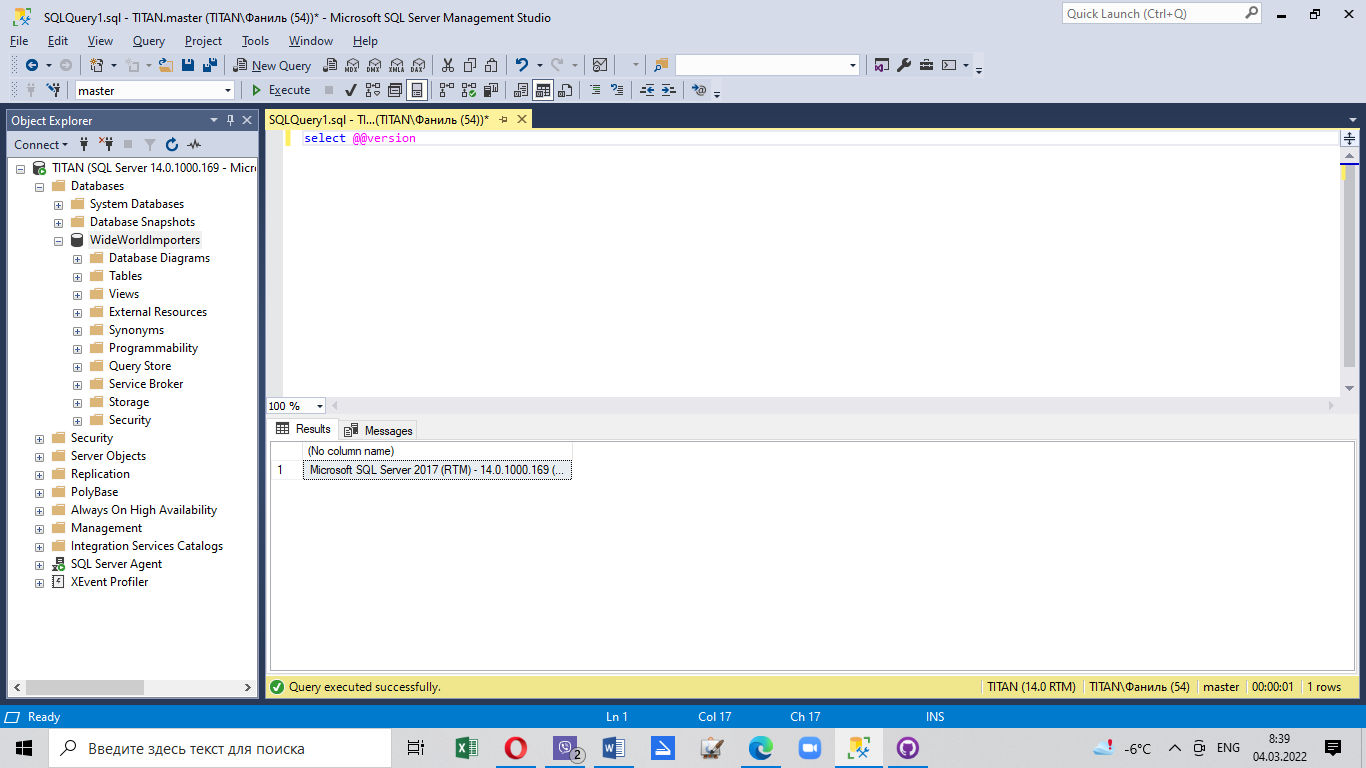 SQLQuery1.sql - TITAN.master (TITAN\Фаниль (54))* - Microsoft SQL Server Management Studio
Quick Launch (Ctrl+Q)
File Edit View Query Project Tools Window Help
New Query
MDX DMX XMLA DAX
master
Execute
Object Explorer
Connect
TITAN (SQL Server 14.0.1000.169 - Micr
Databases
System Databases
Database Snapshots
WideWorldImporters
Database Diagrams
Tables
Views
External Resources
Synonyms
Programmability
Query Store
Service Broker
Storage
Security
Security
Server Objects
Replication
PolyBase
Always On High Availability
Management
Integration Services Catalogs
SQL Server Agent
XEvent Profiler
SQLQuery1.sql - TI...(TITAN\Фаниль (54))*
select @@version
100 %
Results Messages
(No column name)
1 Microsoft SQL Server 2017 (RTM) - 14.0.1000.169 (...
Query executed successfully. TITAN (14.0 RTM) TITAN\Фаниль (54) master 00:00:01 1 rows
Ready Ln 1 Col 17 Ch 17 INS
Введите здесь текст для поиска
2
-6°C
ENG
8:39
04.03.2022